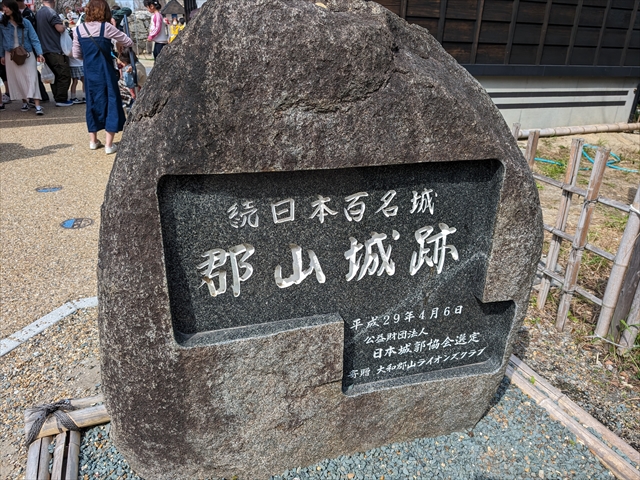 続日本百名城
郡山城跡
平成29年4月6日
公益財団法人
日本城郭協会選定
寄贈 大和郡山ライオンズクラブ